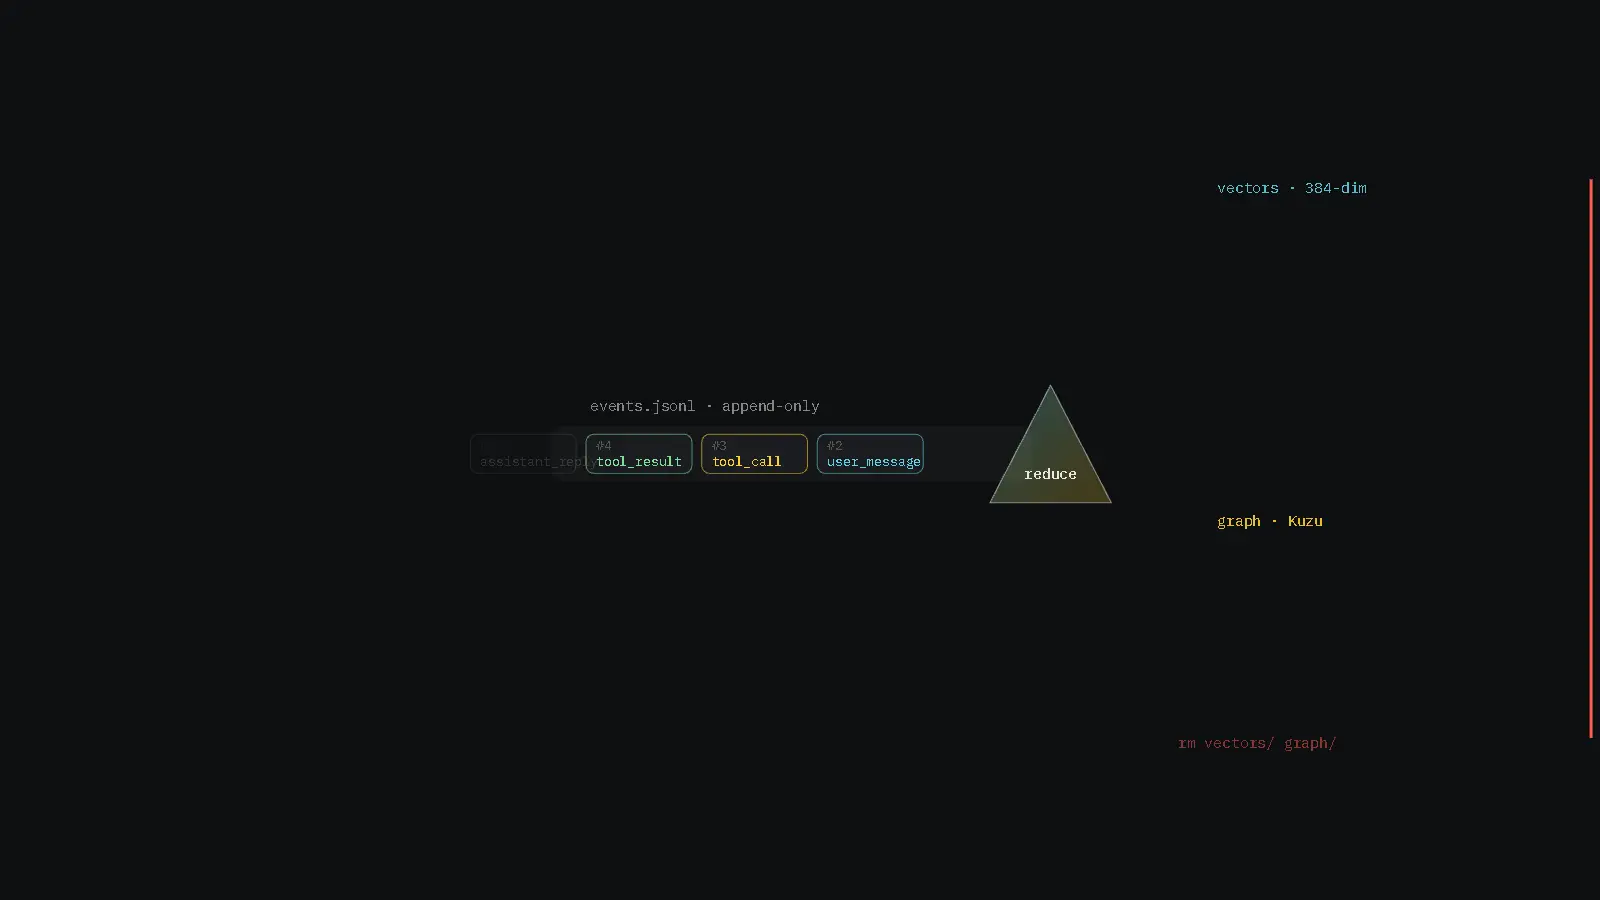 vectors · 384-dim
events.jsonl · append-only
assistant_reply
#4
tool_result
#3
tool_call
#2
user_message
reduce
graph · Kuzu
rm vectors/ graph/